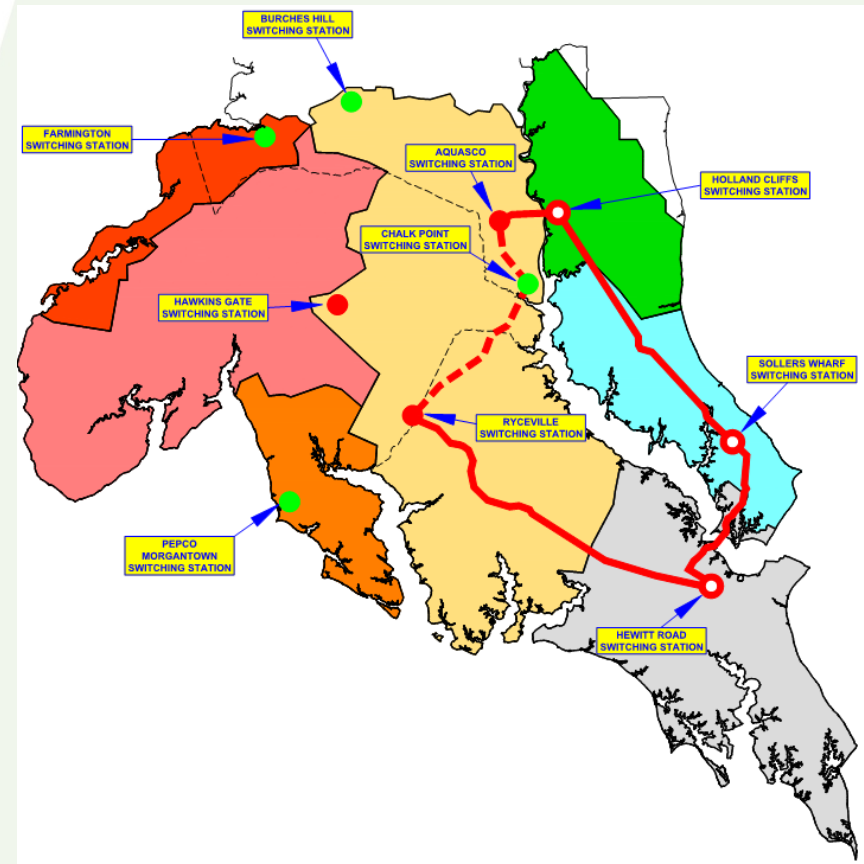 BURCHES HILL
SWITCHING STATION
FARMINGTON
SWITCHING STATION
AQUASCO
SWITCHING STATION
HOLLAND CLIFFS
SWITCHING STATION
CHALK POINT
SWITCHING STATION
HAWKINS GATE
SWITCHING STATION
SOLLERS WHARF
SWITCHING STATION
RYCEVILLE
SWITCHING STATION
PEPCO
MORGANTOWN
SWITCHING STATION
HEWITT ROAD
SWITCHING STATION